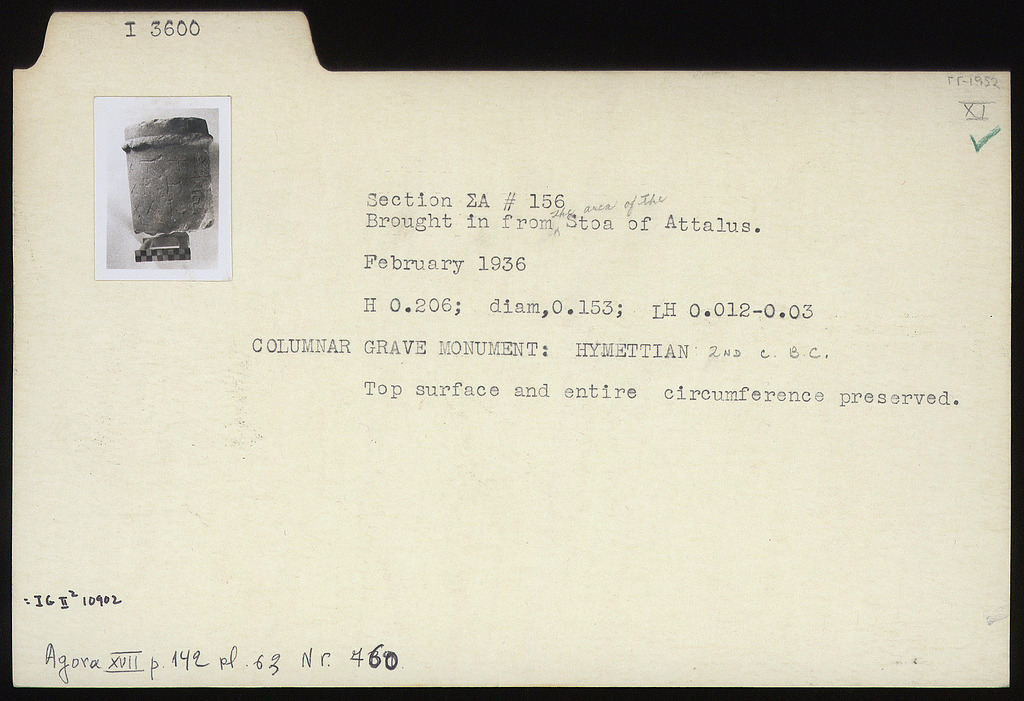 I 3600
ΓΓ-1952
XI
Section ΣA # 156
the area of the
Brought in from Stoa of Attalus.
February 1936
H 0.206; diam,0.153; LH 0.012-0.03
COLUMNAR GRAVE MONUMENT: HYMETTIAN 2ND C. B.C.
Top surface and entire circumference preserved.
=IG II² 10902
Agora XVII p. 142 pl. 63 Nr. 760